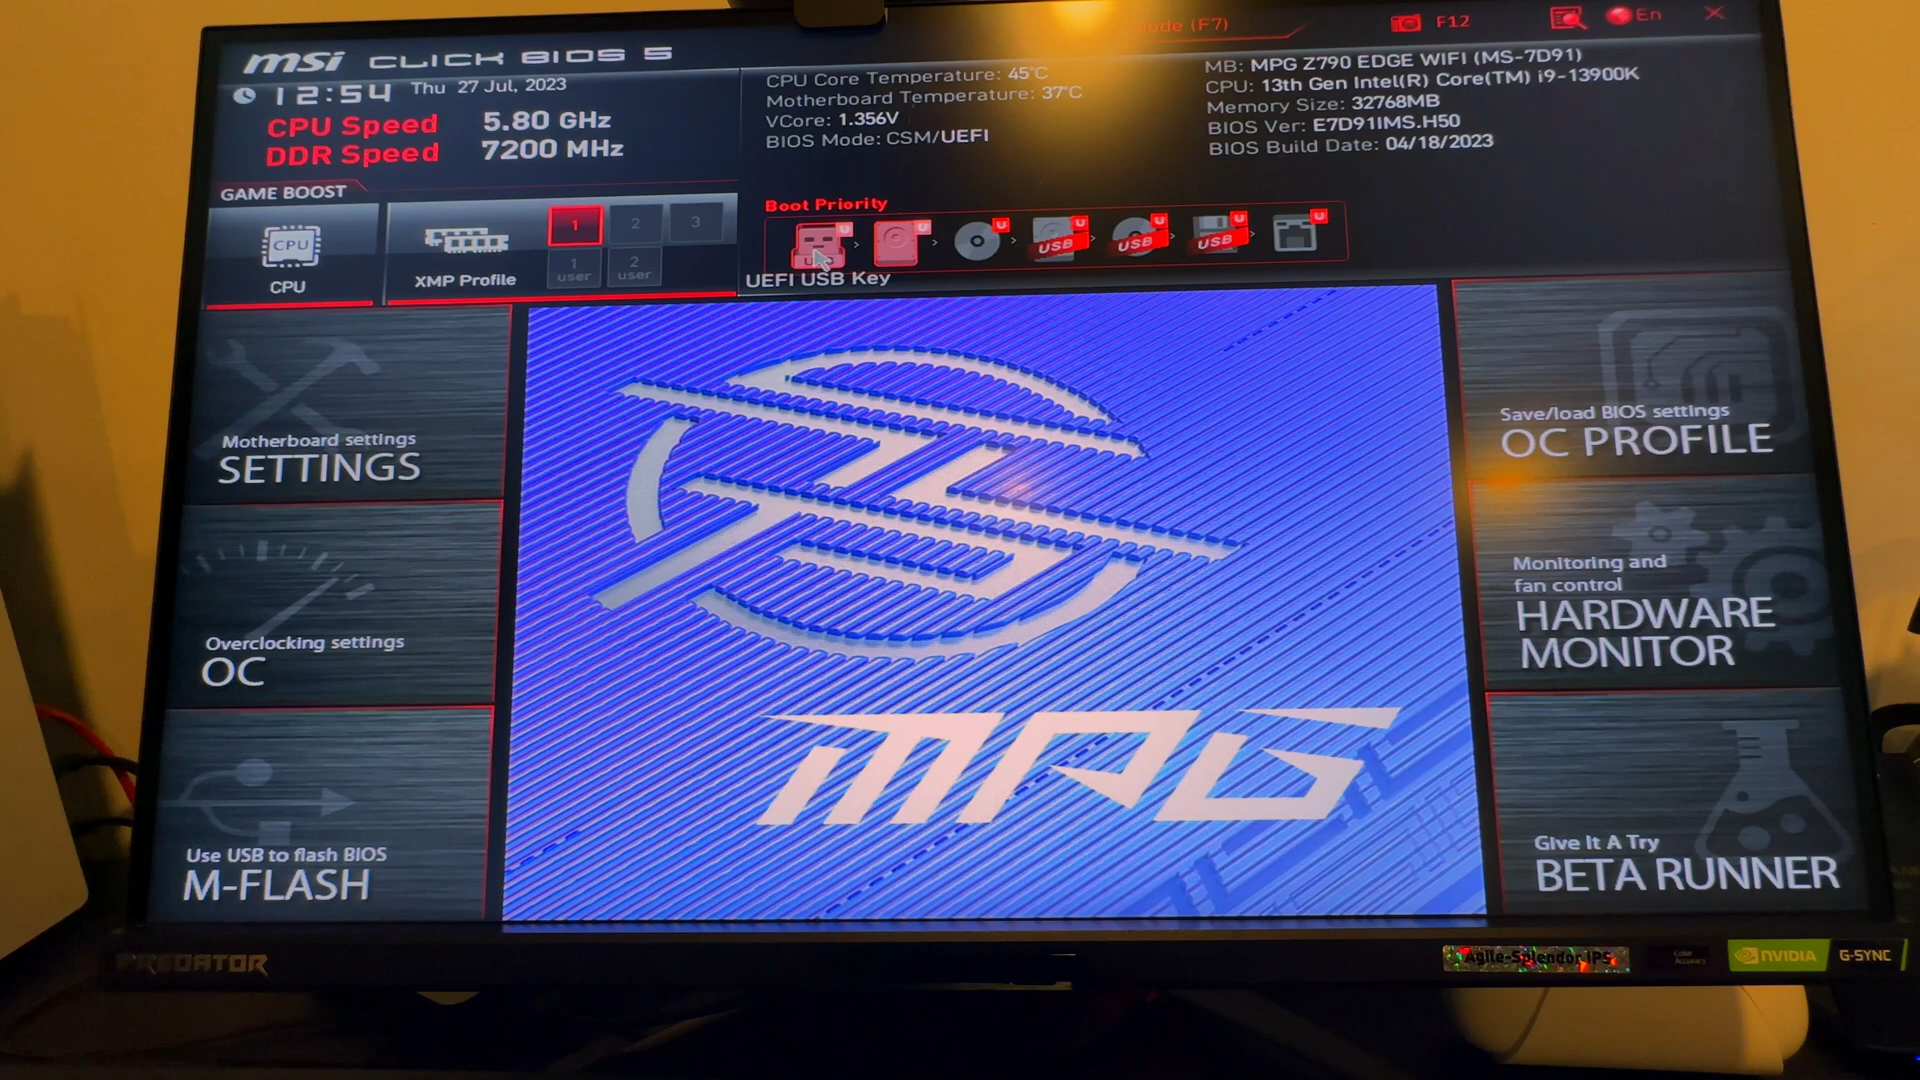 msi CLICK BIOS 5
(F7)
F12
En
12:54 Thu 27 Jul, 2023
CPU Speed 5.80 GHz
DDR Speed 7200 MHz
CPU Core Temperature: 45°C
Motherboard Temperature: 37°C
VCore: 1.356V
BIOS Mode: CSM/UEFI
MB: MPG Z790 EDGE WIFI (MS-7D91)
CPU: 13th Gen Intel(R) Core(TM) i9-13900K
Memory Size: 32768MB
BIOS Ver: E7D91IMS.H50
BIOS Build Date: 04/18/2023
GAME BOOST
CPU
CPU
XMP Profile
1 2 3
1 user
2 user
Boot Priority
U U U U U U U
USB USB USB
UEFI USB Key
Motherboard settings
SETTINGS
Overclocking settings
OC
Use USB to flash BIOS
M-FLASH
MPG
Save/load BIOS settings
OC PROFILE
Monitoring and
fan control
HARDWARE
MONITOR
Give It A Try
BETA RUNNER
PREDATOR
Agile-Splendor IPS
Color Accuracy
NVIDIA G-SYNC